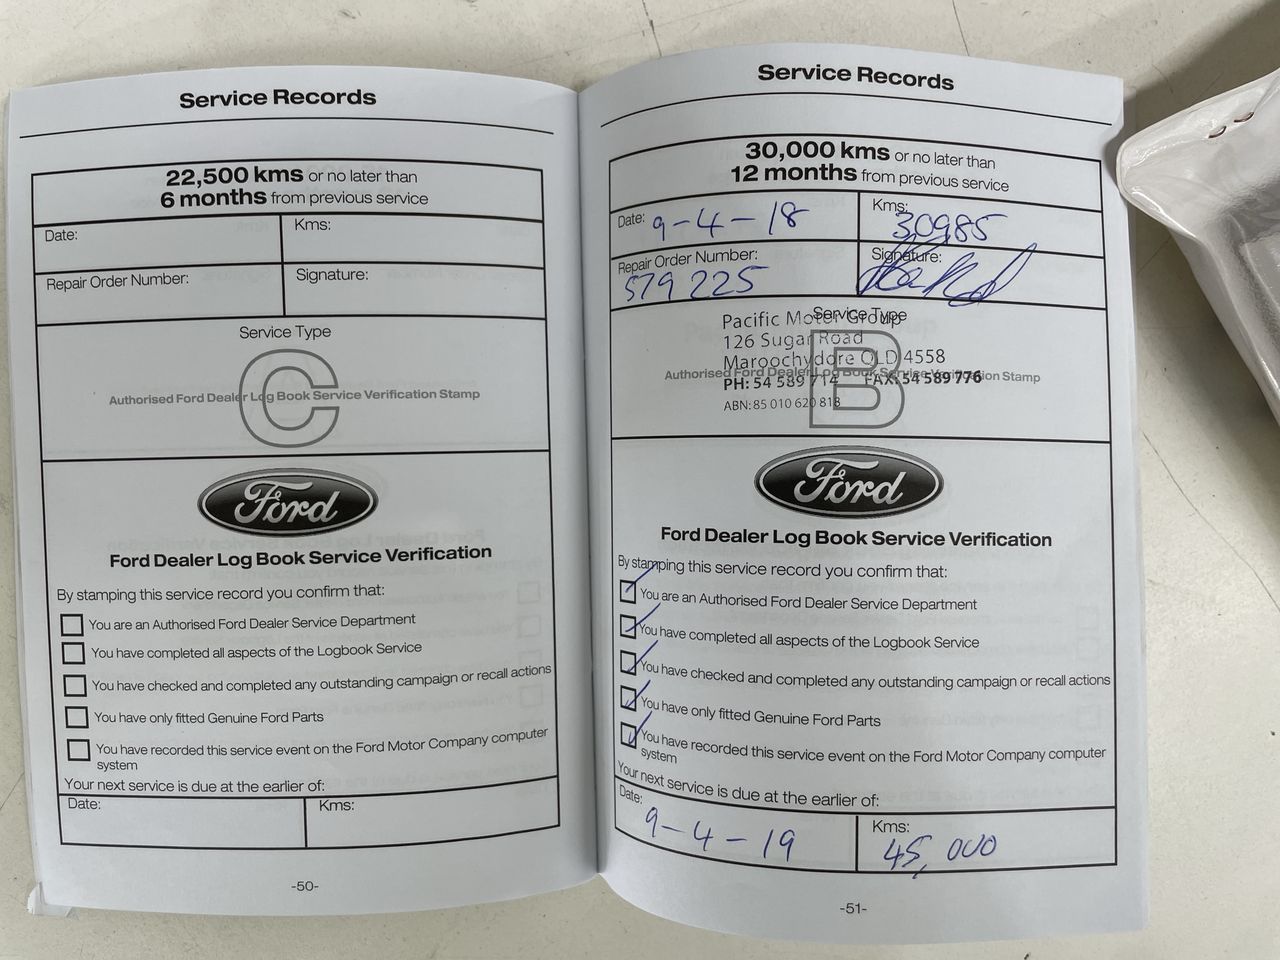 Service Records
22,500 kms or no later than
6 months from previous service
Date:
Kms:
Repair Order Number:
Signature:
Service Type
C
Authorised Ford Dealer Log Book Service Verification Stamp
Ford
Ford Dealer Log Book Service Verification
By stamping this service record you confirm that:
You are an Authorised Ford Dealer Service Department
You have completed all aspects of the Logbook Service
You have checked and completed any outstanding campaign or recall actions
You have only fitted Genuine Ford Parts
You have recorded this service event on the Ford Motor Company computer
system
Your next service is due at the earlier of:
Date:
Kms:
-50-
Service Records
30,000 kms or no later than
12 months from previous service
Date: 9-4-18
Kms: 30985
Repair Order Number:
579225
Signature:
Service Type
Pacific Motor Group
126 Sugar Road
Maroochydore QLD 4558
B
Authorised Ford Dealer Log Book Service Verification Stamp
PH: 54 589 714 FAX: 54 589 776
ABN: 85 010 620 818
Ford
Ford Dealer Log Book Service Verification
By stamping this service record you confirm that:
You are an Authorised Ford Dealer Service Department
You have completed all aspects of the Logbook Service
You have checked and completed any outstanding campaign or recall actions
You have only fitted Genuine Ford Parts
You have recorded this service event on the Ford Motor Company computer
system
Your next service is due at the earlier of:
Date: 9-4-19
Kms: 45,000
-51-